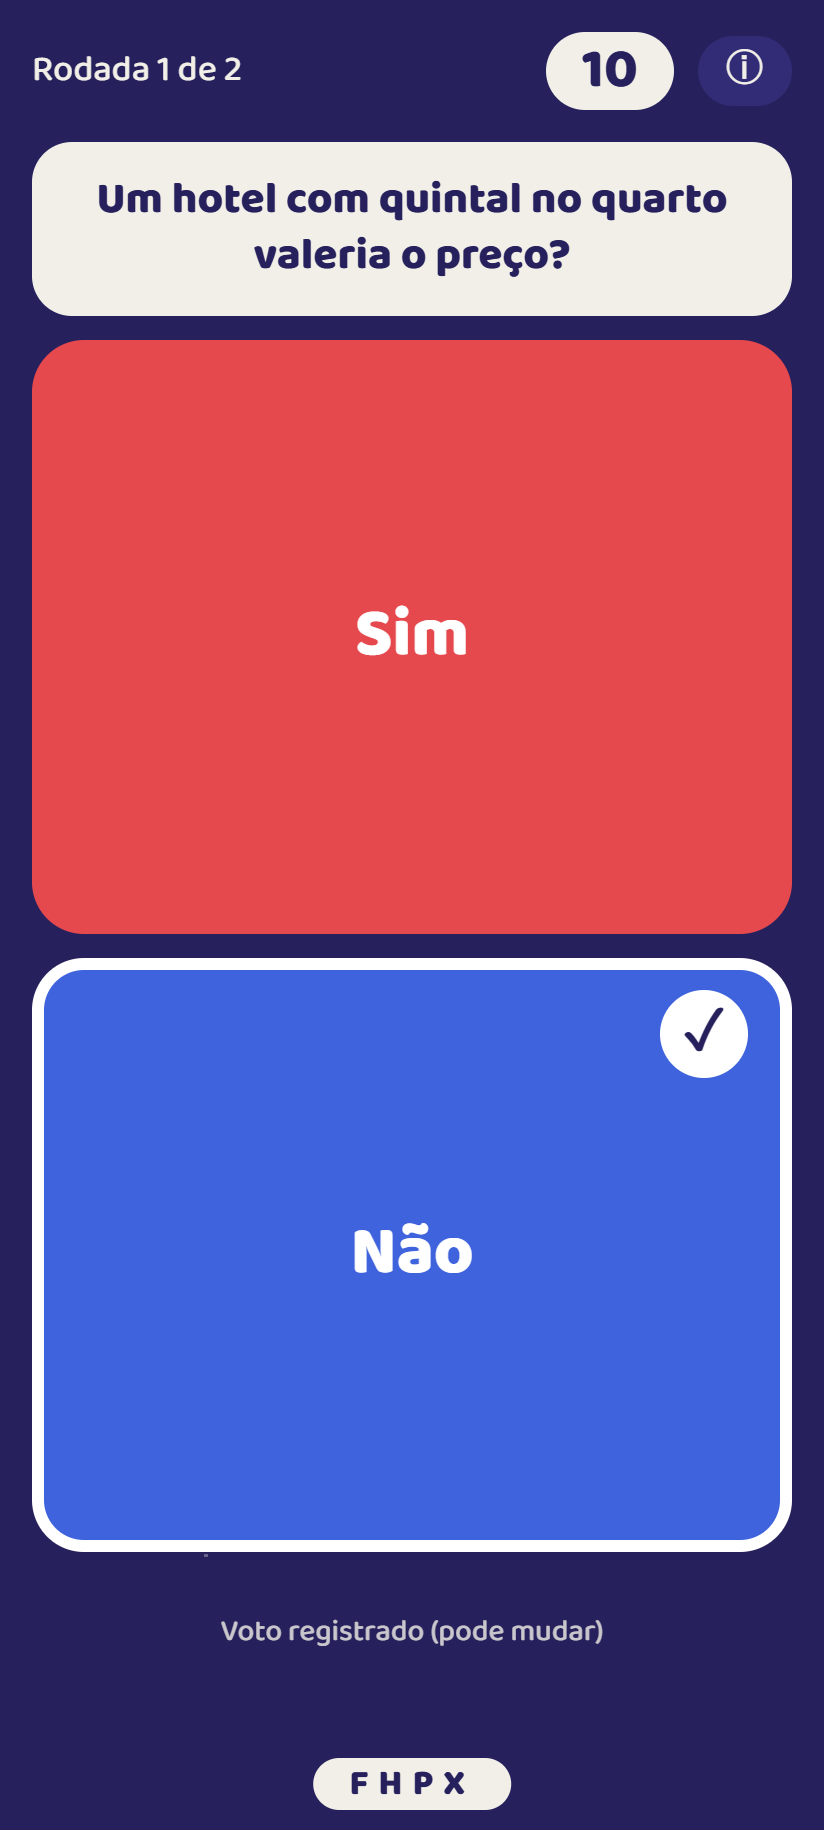 Rodada 1 de 2
10
ⓘ
Um hotel com quintal no quarto
valeria o preço?
Sim
✓
Não
Voto registrado (pode mudar)
FHPX